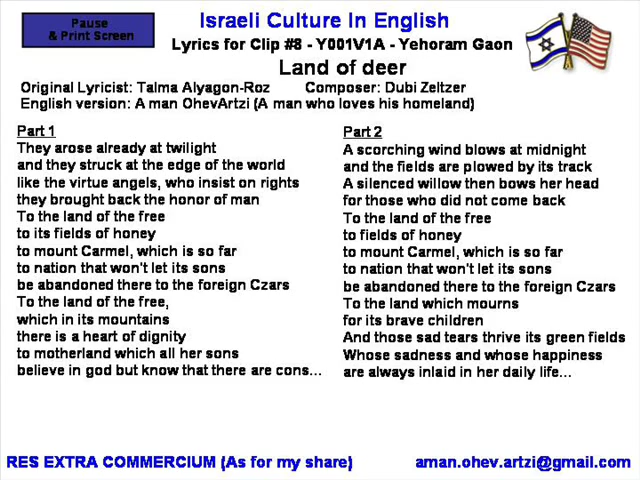 Pause
& Print Screen
Israeli Culture In English
Lyrics for Clip #8 - Y001V1A - Yehoram Gaon
Land of deer
Original Lyricist: Talma Alyagon-Roz Composer: Dubi Zeltzer
English version: A man OhevArtzi (A man who loves his homeland)
Part 1
They arose already at twilight
and they struck at the edge of the world
like the virtue angels, who insist on rights
they brought back the honor of man
To the land of the free
to its fields of honey
to mount Carmel, which is so far
to nation that won't let its sons
be abandoned there to the foreign Czars
To the land of the free,
which in its mountains
there is a heart of dignity
to motherland which all her sons
believe in god but know that there are cons...
Part 2
A scorching wind blows at midnight
and the fields are plowed by its track
A silenced willow then bows her head
for those who did not come back
To the land of the free
to fields of honey
to mount Carmel, which is so far
to nation that won't let its sons
be abandoned there to the foreign Czars
To the land which mourns
for its brave children
And those sad tears thrive its green fields
Whose sadness and whose happiness
are always inlaid in her daily life...
RES EXTRA COMMERCIUM (As for my share) aman.ohev.artzi@gmail.com